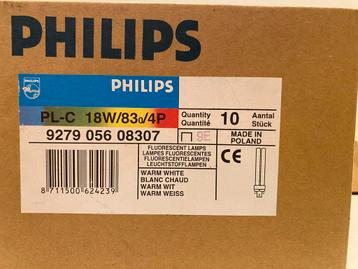 PHILIPS
PHILIPS
PL-C 18W/830/4P
9279 056 08307
Quantity
Quantité
10
Aantal
Stück
9E
MADE IN
POLAND
CE
FLUORESCENT LAMPS
LAMPES FLUORESCENTES
FLUORESCENTIELAMPEN
LEUCHTSTOFFLAMPEN
WARM WHITE
BLANC CHAUD
WARM WIT
WARM WEISS
8 711500 624239